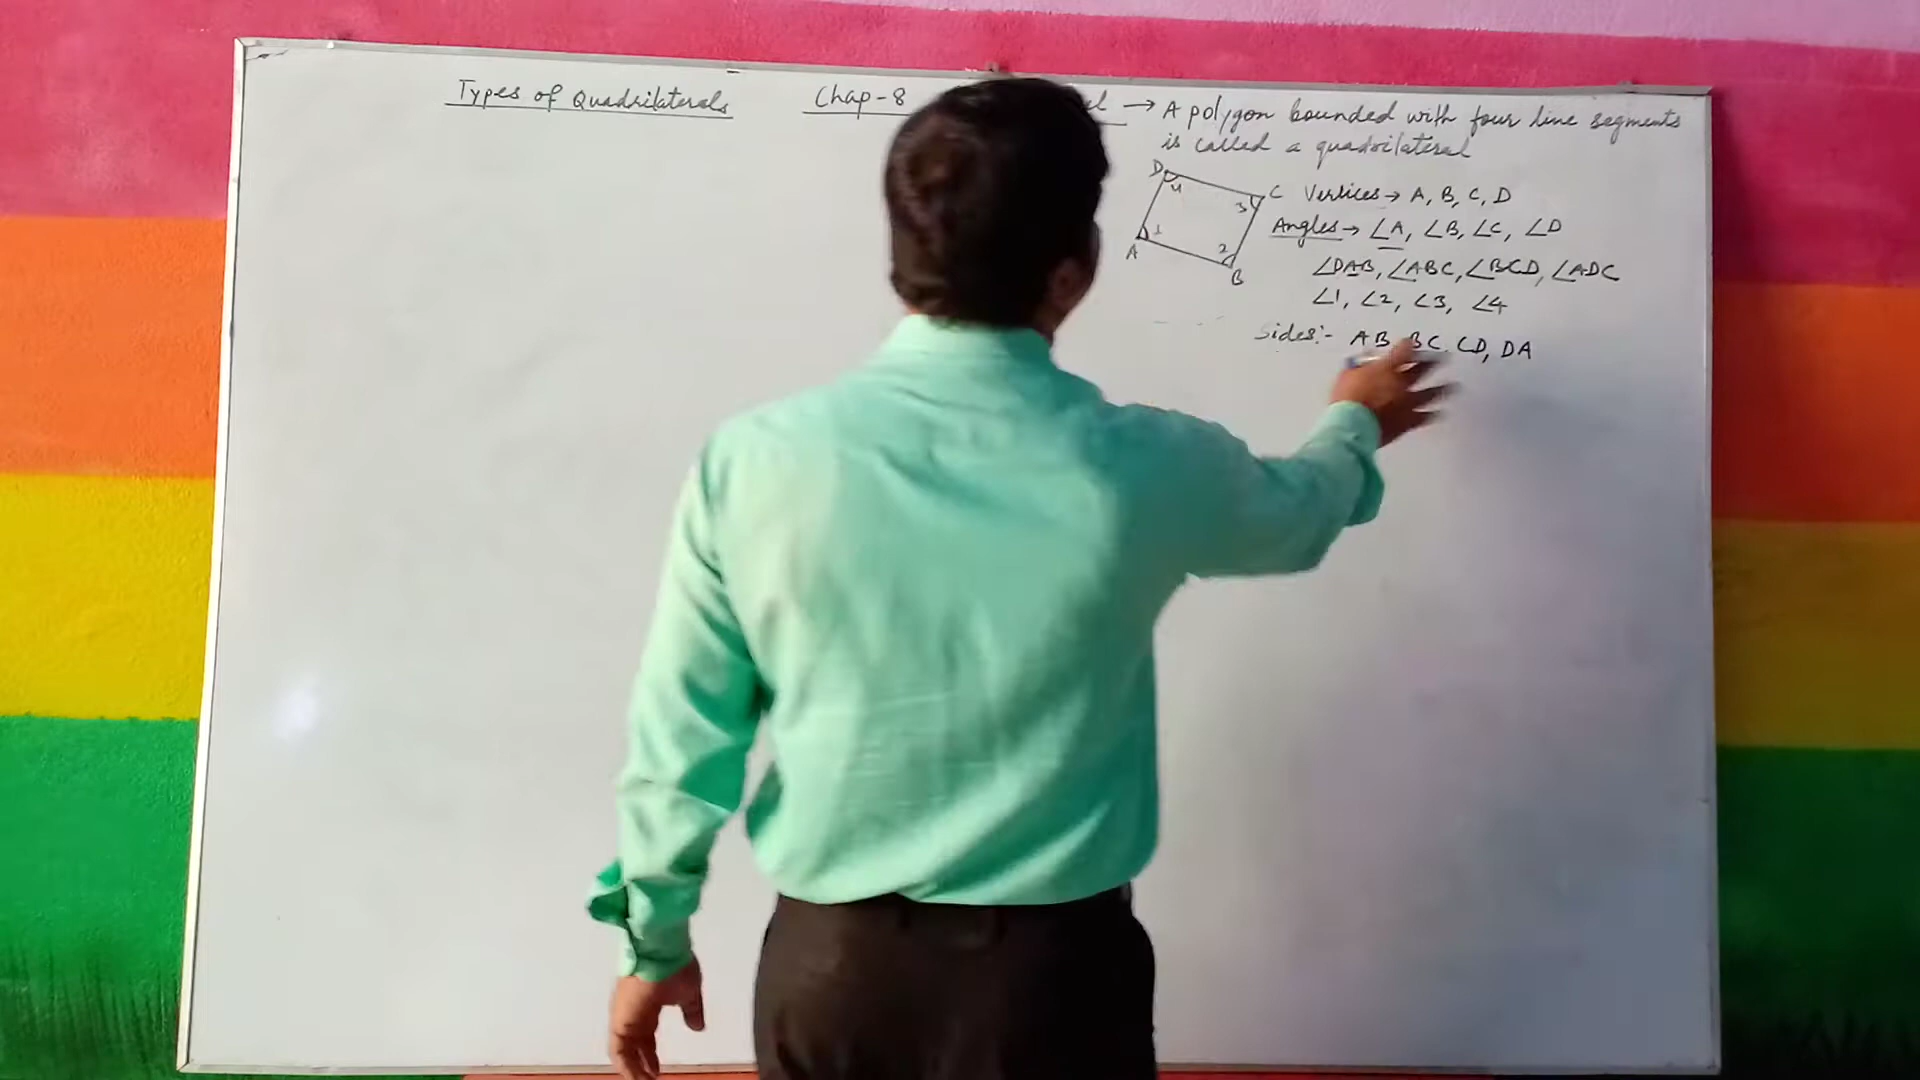 Types of Quadrilaterals
Chap-8
→ A polygon bounded with four line segments
is called a quadrilateral
D
4
C
3
1
A
2
B
Vertices → A, B, C, D
Angles → ∠A, ∠B, ∠C, ∠D
∠DAB, ∠ABC, ∠BCD, ∠ADC
∠1, ∠2, ∠3, ∠4
Sides:- AB, BC, CD, DA